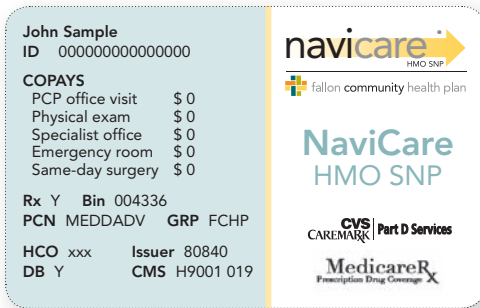 John Sample
ID 000000000000000
COPAYS
PCP office visit $ 0
Physical exam $ 0
Specialist office $ 0
Emergency room $ 0
Same-day surgery $ 0
Rx Y Bin 004336
PCN MEDDADV GRP FCHP
HCO xxx Issuer 80840
DB Y CMS H9001 019
navicare
HMO SNP
fallon community health plan
NaviCare
HMO SNP
CVS CAREMARK Part D Services
MedicareRx
Prescription Drug Coverage